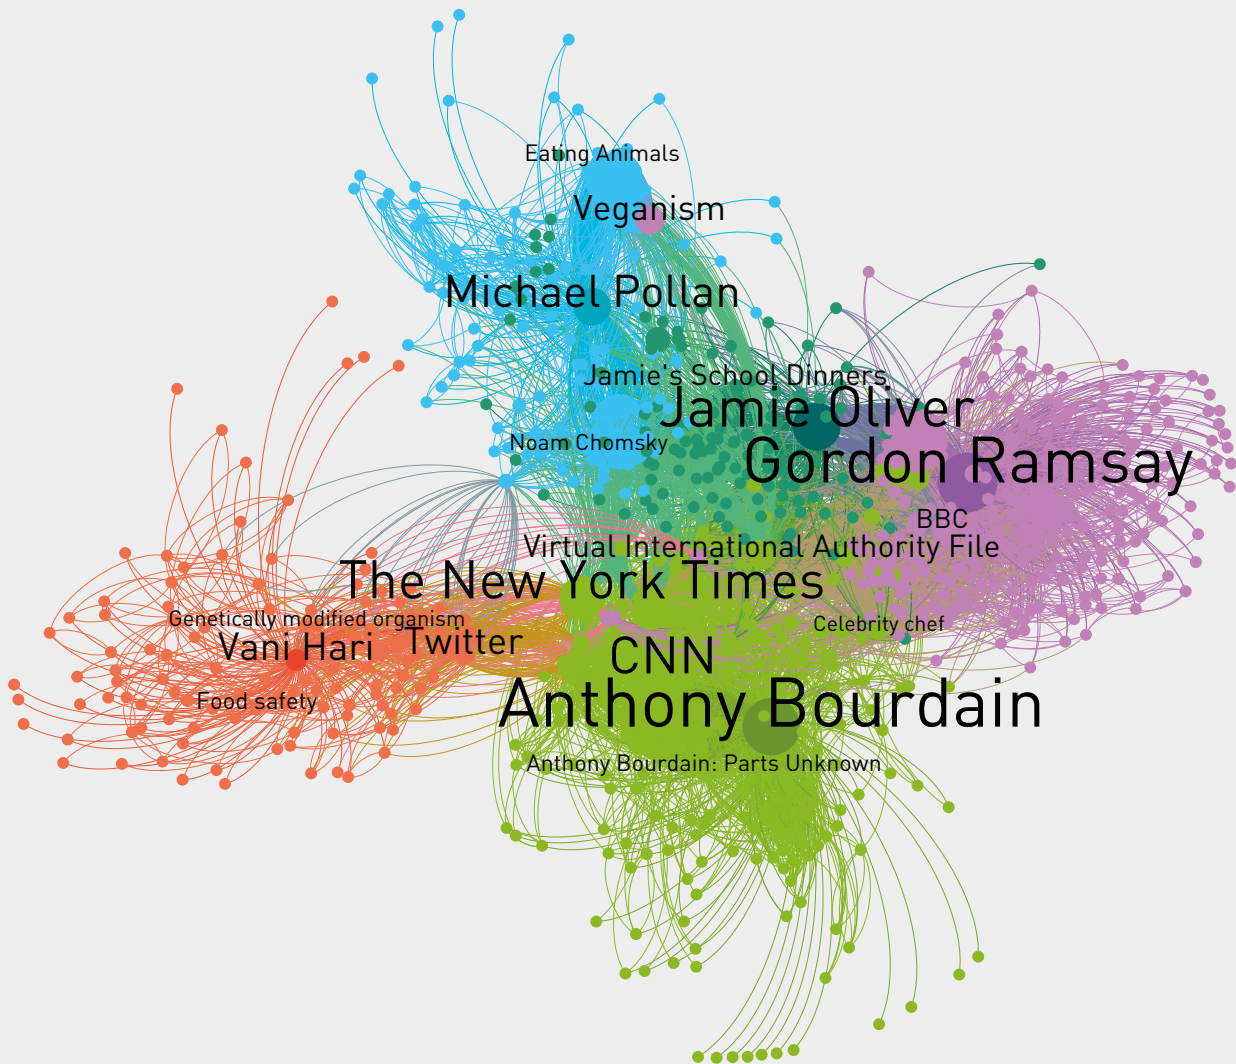 Eating Animals
Veganism
Michael Pollan
Jamie's School Dinners
Jamie Oliver
Noam Chomsky
Gordon Ramsay
BBC
Virtual International Authority File
The New York Times
Genetically modified organism
Celebrity chef
Vani Hari
Twitter
CNN
Food safety
Anthony Bourdain
Anthony Bourdain: Parts Unknown